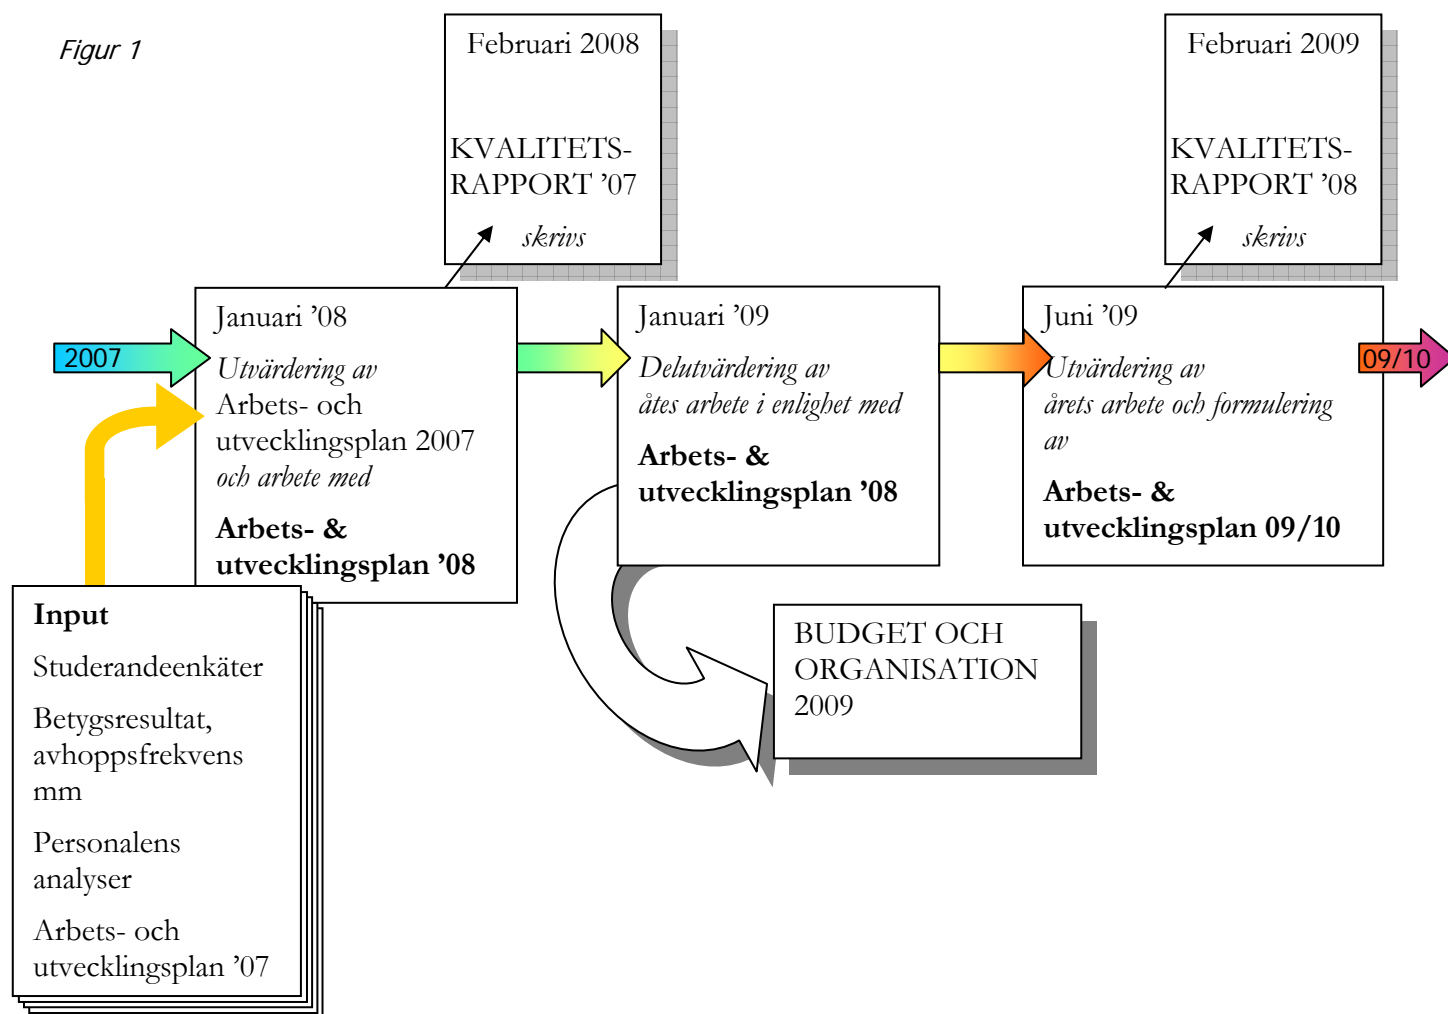 Figur 1
Februari 2008
KVALITETS-
RAPPORT ’07
skrivs
Februari 2009
KVALITETS-
RAPPORT ’08
skrivs
2007
Januari ’08
Utvärdering av
Arbets- och
utvecklingsplan 2007
och arbete med
Arbets- &
utvecklingsplan ’08
Januari ’09
Delutvärdering av
åtes arbete i enlighet med
Arbets- &
utvecklingsplan ’08
Juni ’09
Utvärdering av
årets arbete och formulering
av
Arbets- &
utvecklingsplan 09/10
09/10
Input
Studerandeenkäter
Betygsresultat,
avhoppsfrekvens
mm
Personalens
analyser
Arbets- och
utvecklingsplan ’07
BUDGET OCH
ORGANISATION
2009